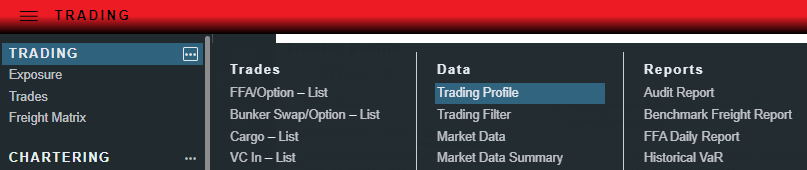 TRADING
TRADING
Exposure
Trades
Freight Matrix
CHARTERING
Trades
FFA/Option – List
Bunker Swap/Option – List
Cargo – List
VC In – List
Data
Trading Profile
Trading Filter
Market Data
Market Data Summary
Reports
Audit Report
Benchmark Freight Report
FFA Daily Report
Historical VaR